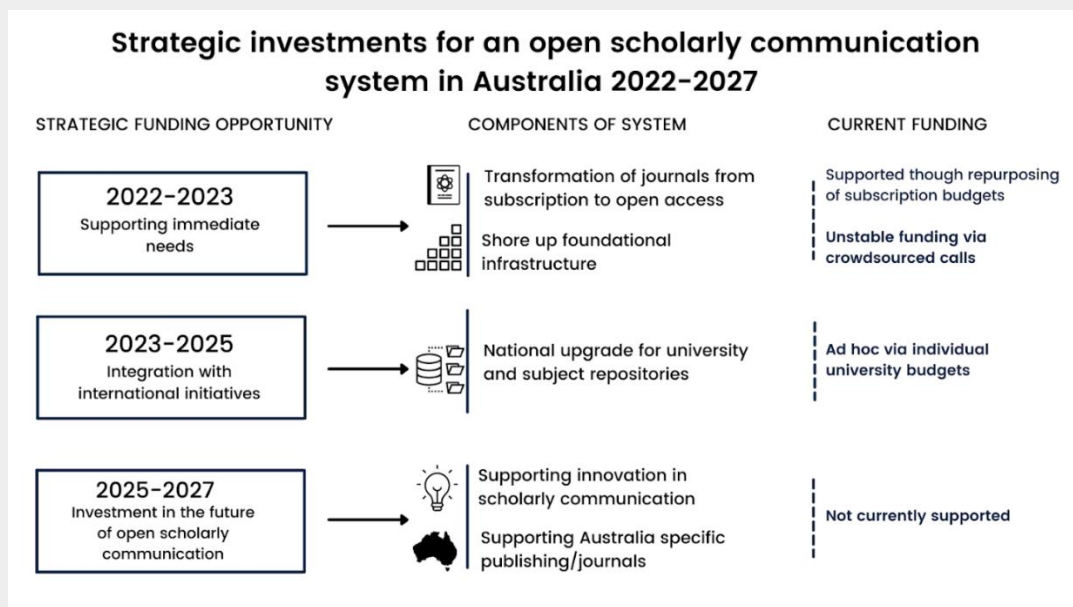 Strategic investments for an open scholarly communication
system in Australia 2022-2027
STRATEGIC FUNDING OPPORTUNITY
COMPONENTS OF SYSTEM
CURRENT FUNDING
2022-2023
Supporting immediate
needs
Transformation of journals from
subscription to open access
Shore up foundational
infrastructure
Supported though repurposing
of subscription budgets
Unstable funding via
crowdsourced calls
2023-2025
Integration with
international initiatives
National upgrade for university
and subject repositories
Ad hoc via individual
university budgets
2025-2027
Investment in the future
of open scholarly
communication
Supporting innovation in
scholarly communication
Supporting Australia specific
publishing/journals
Not currently supported